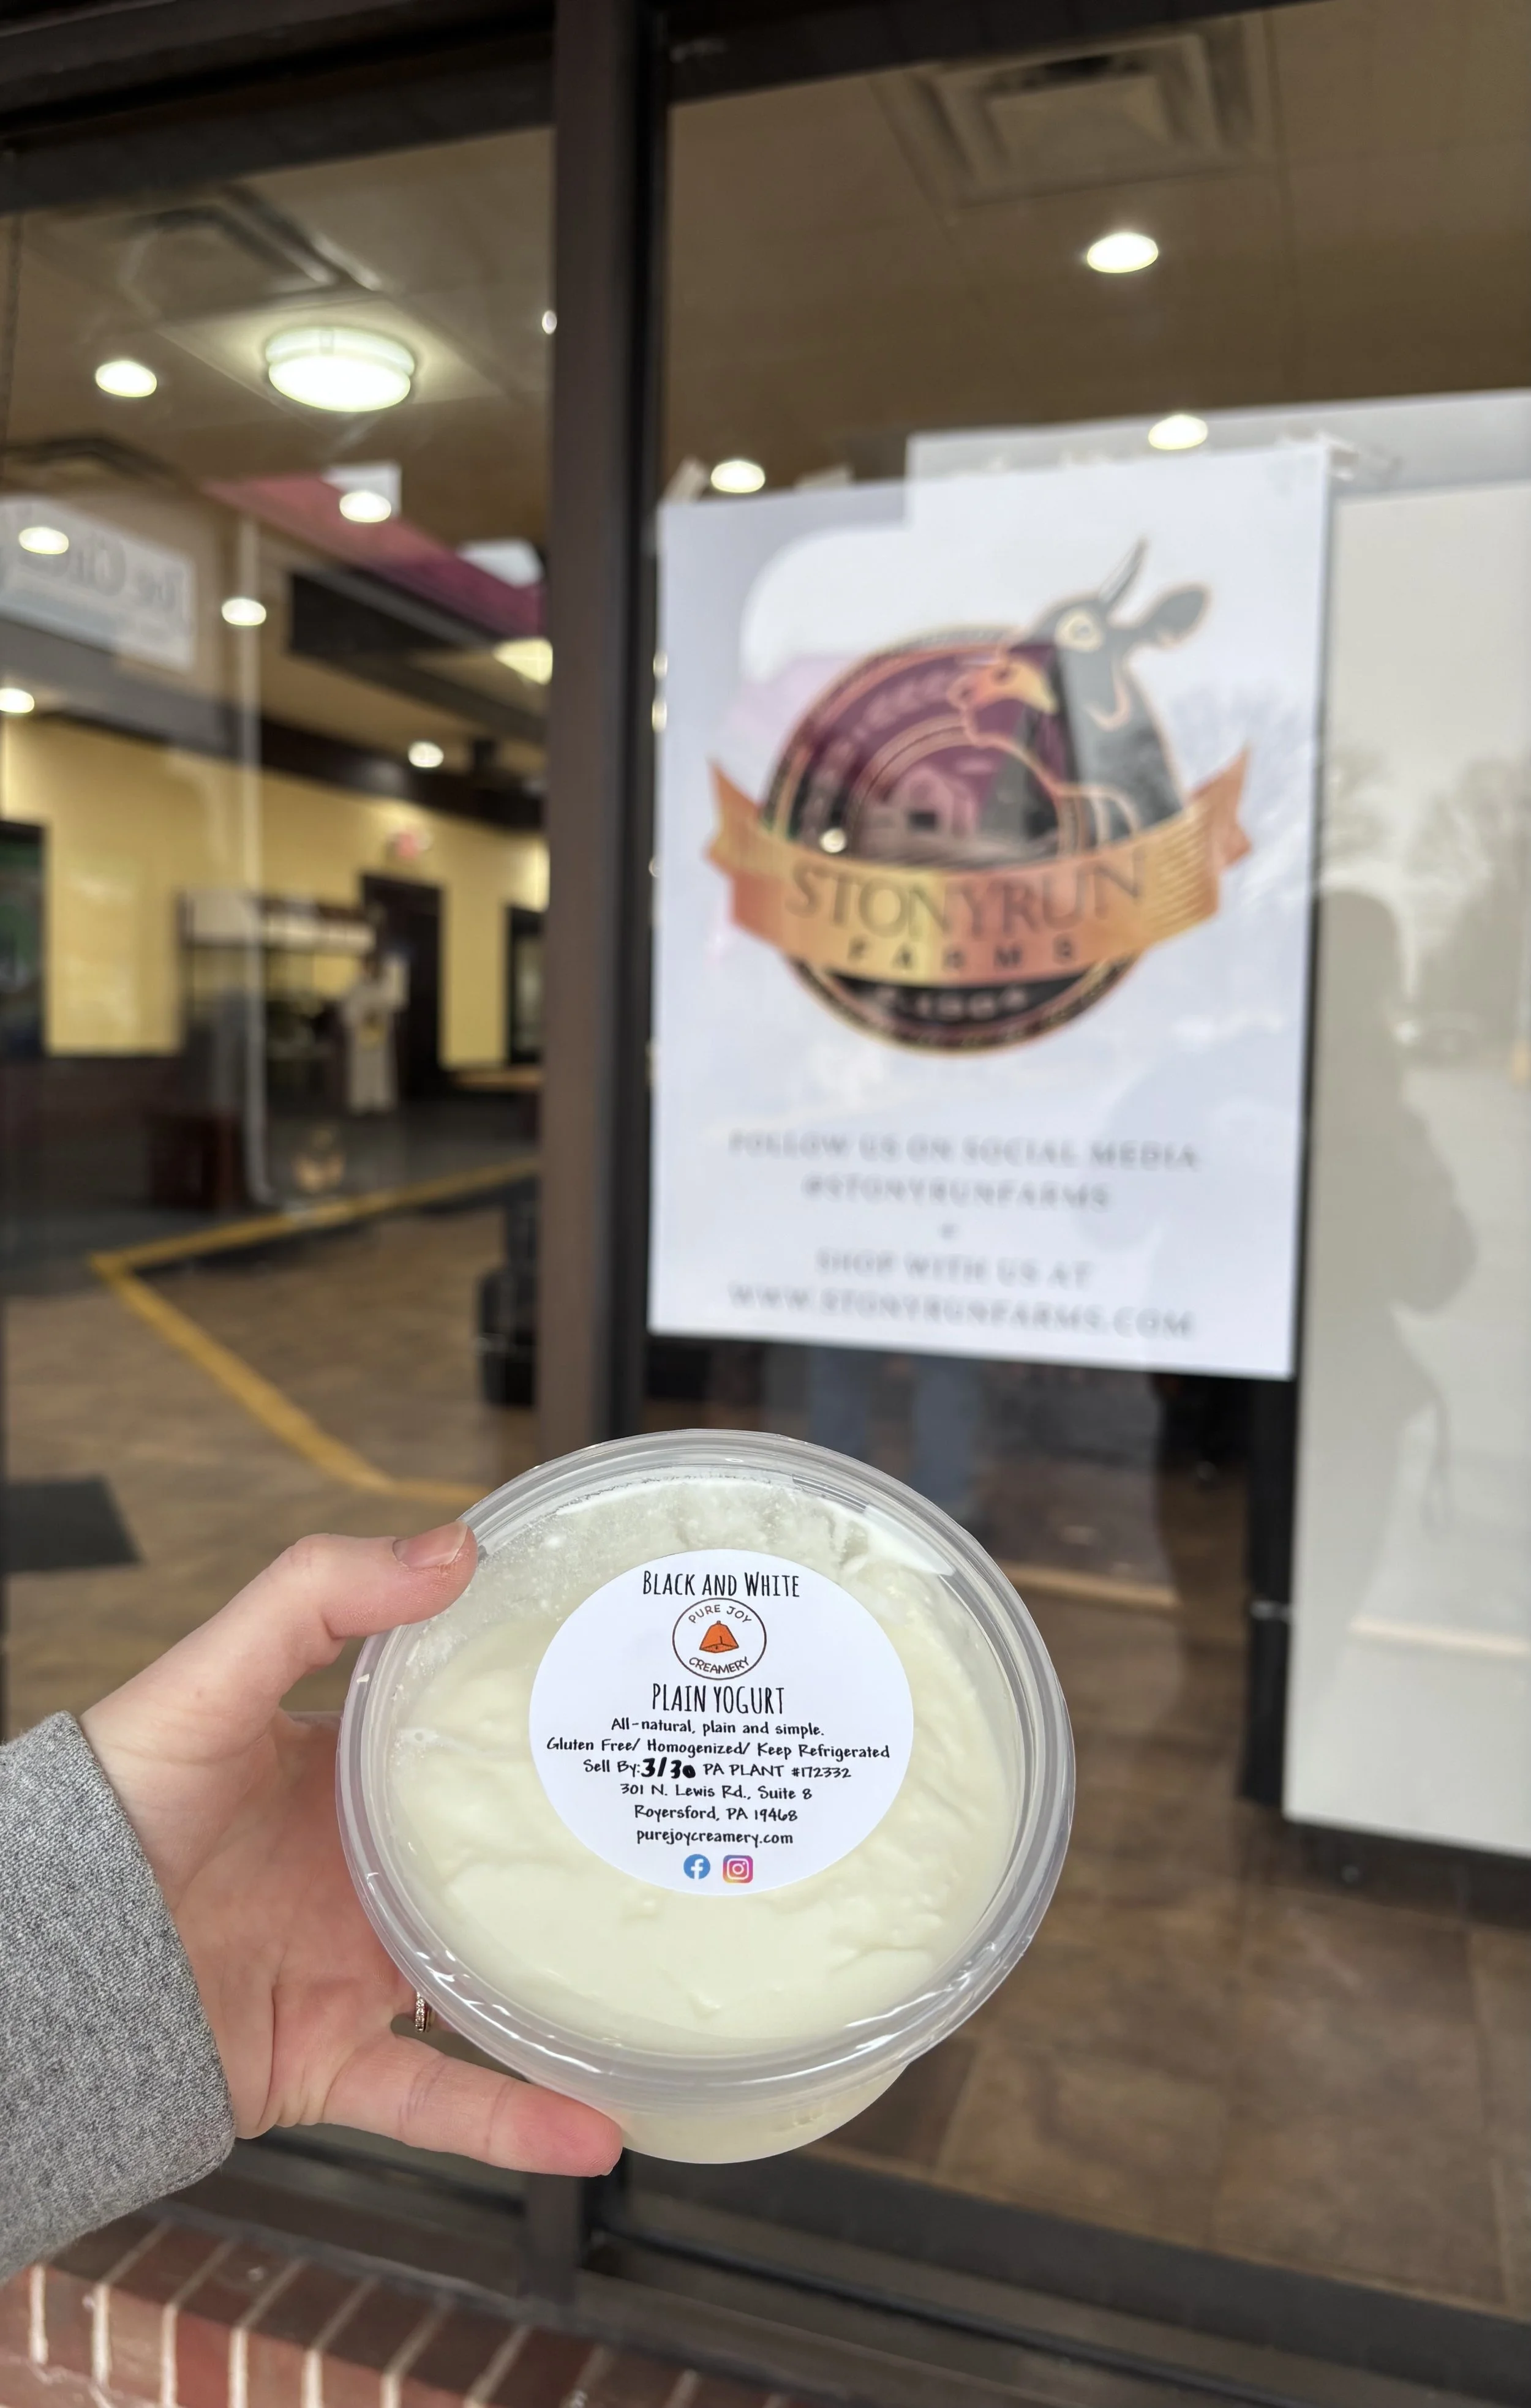 STONYRUN
FARMS
FOLLOW US ON SOCIAL MEDIA
@STONYRUNFARMS
SHOP WITH US AT
WWW.STONYRUNFARMS.COM
BLACK AND WHITE
PURE JOY
CREAMERY
PLAIN YOGURT
All-natural, plain and simple.
Gluten Free/ Homogenized/ Keep Refrigerated
Sell By: 3/30 PA PLANT #172332
301 N. Lewis Rd., Suite 8
Royersford, PA 19468
purejoycreamery.com